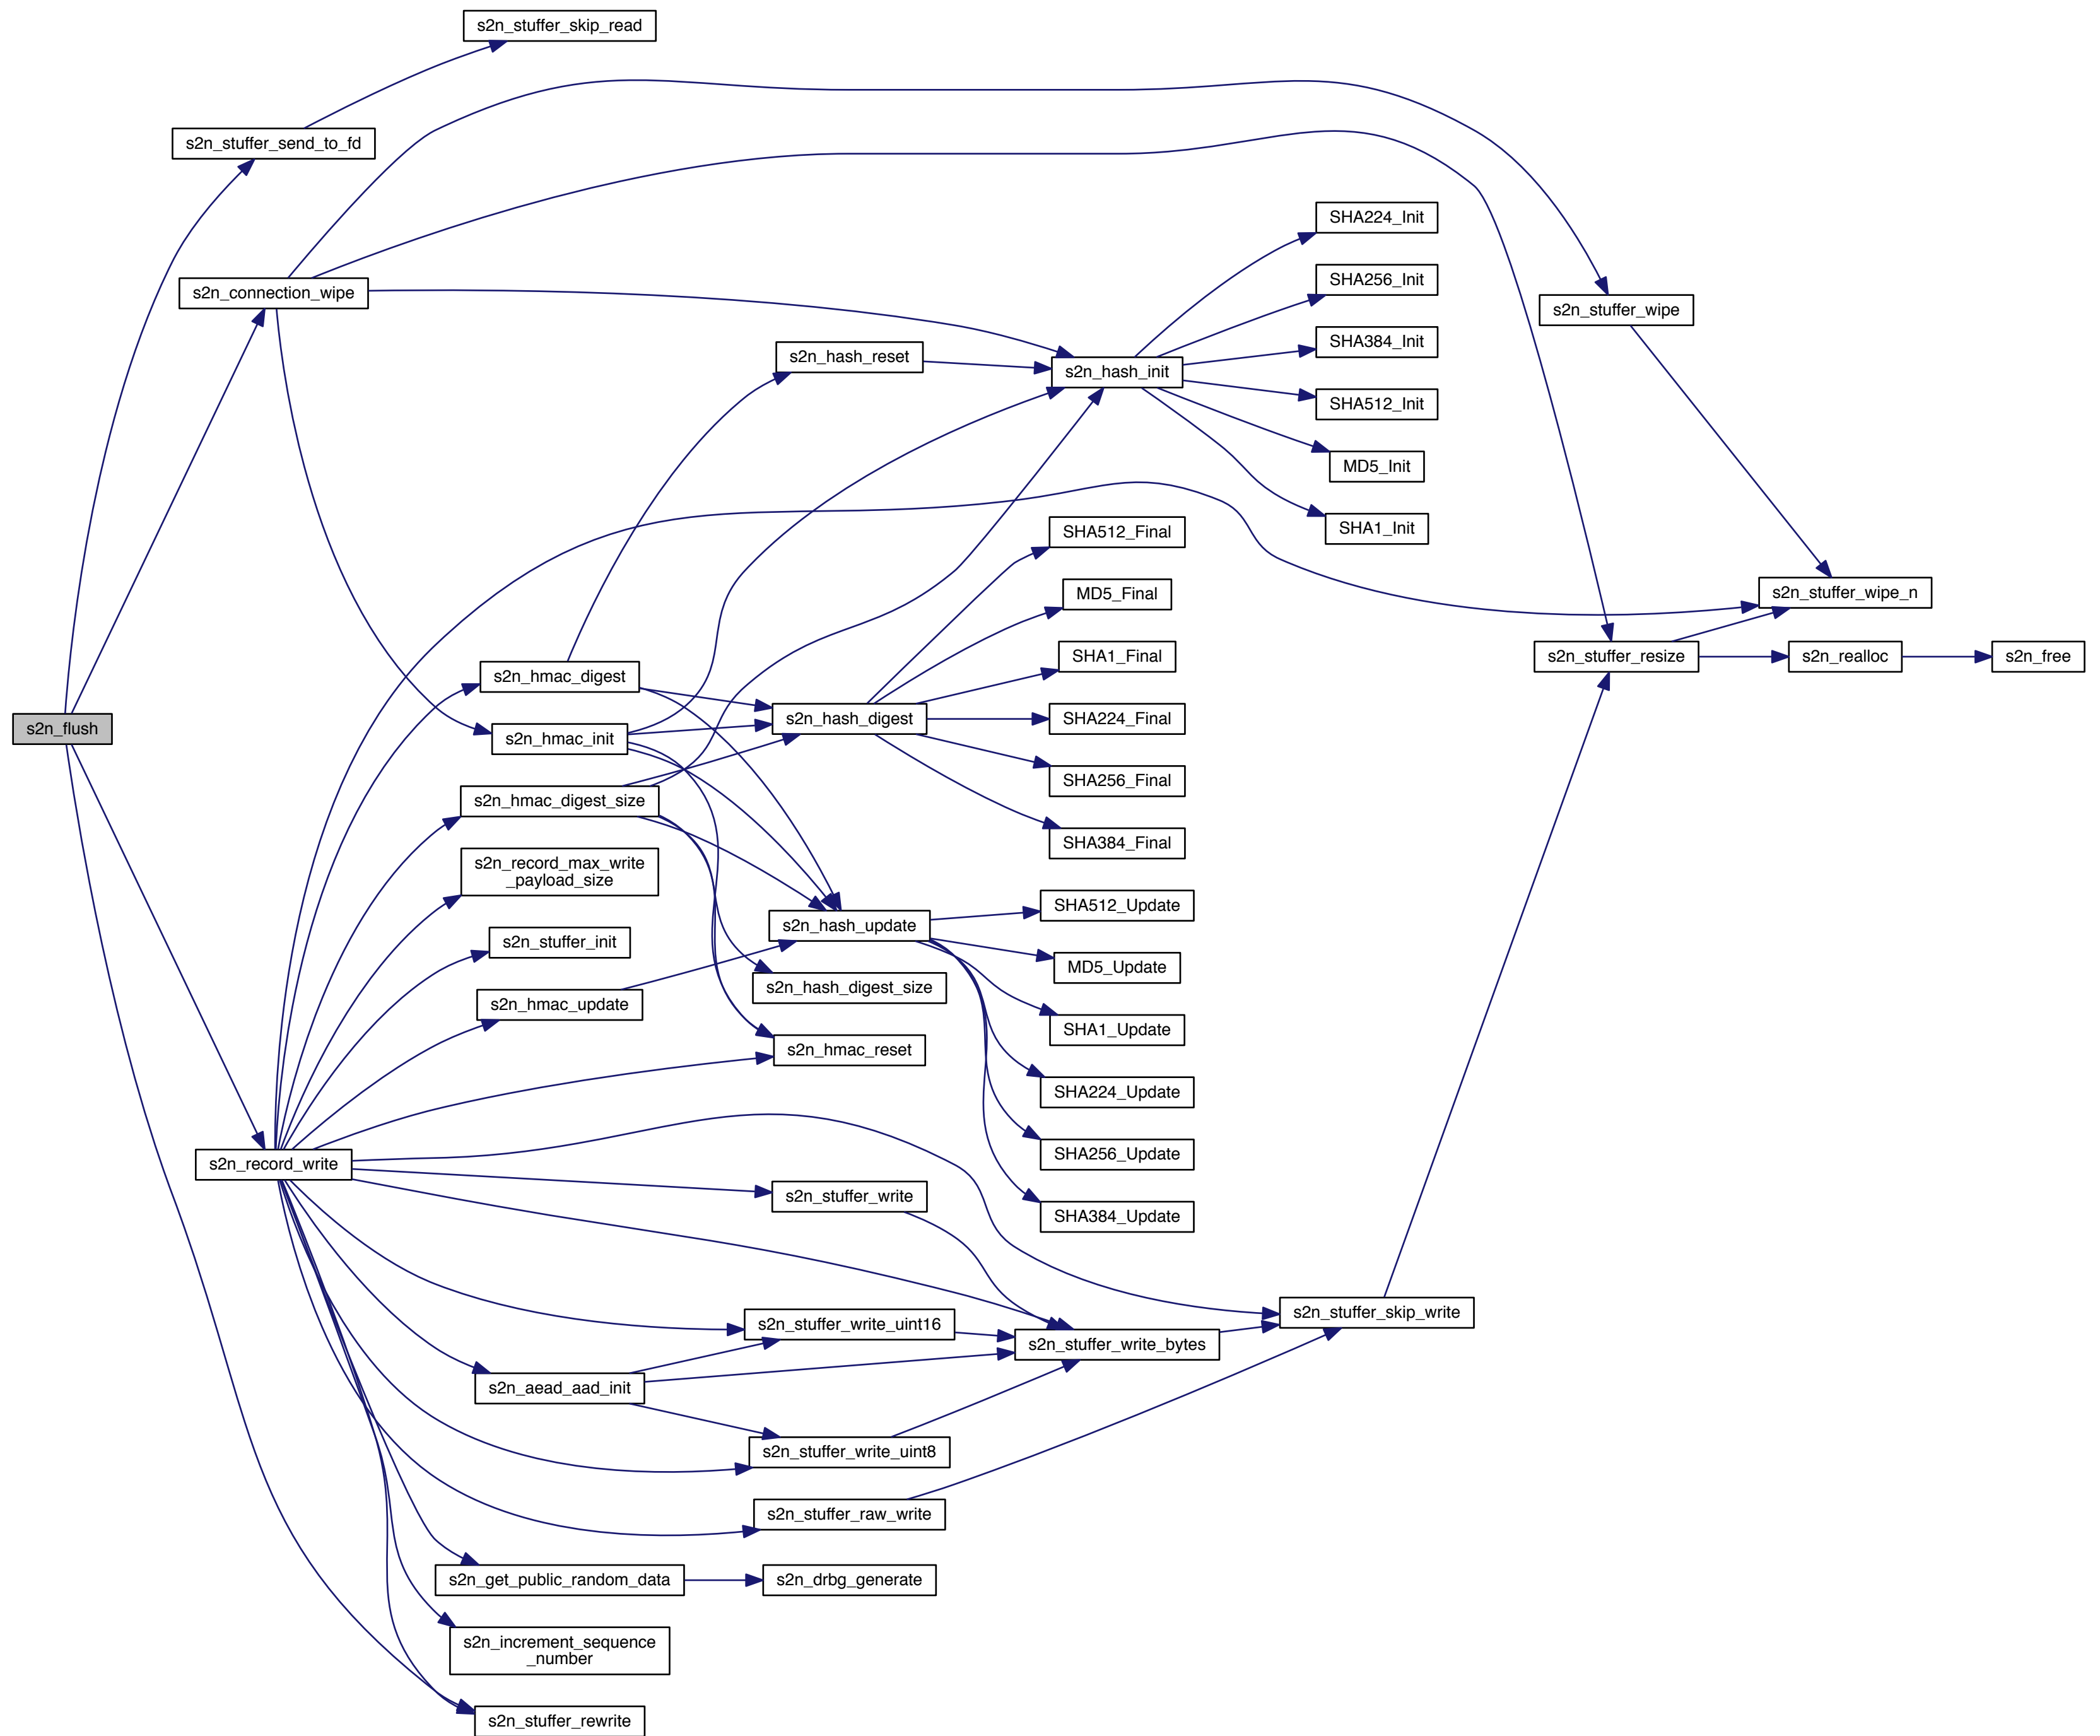 s2n_stuffer_skip_read
s2n_stuffer_send_to_fd
s2n_connection_wipe
s2n_flush
s2n_record_write
s2n_hmac_digest
s2n_hmac_init
s2n_hmac_digest_size
s2n_record_max_write
_payload_size
s2n_stuffer_init
s2n_hmac_update
s2n_aead_aad_init
s2n_get_public_random_data
s2n_increment_sequence
_number
s2n_stuffer_rewrite
s2n_hash_reset
s2n_hash_digest
s2n_hash_update
s2n_hash_digest_size
s2n_hmac_reset
s2n_stuffer_write
s2n_stuffer_write_uint16
s2n_stuffer_write_uint8
s2n_stuffer_raw_write
s2n_drbg_generate
s2n_hash_init
SHA512_Final
MD5_Final
SHA1_Final
SHA224_Final
SHA256_Final
SHA384_Final
SHA512_Update
MD5_Update
SHA1_Update
SHA224_Update
SHA256_Update
SHA384_Update
s2n_stuffer_write_bytes
SHA224_Init
SHA256_Init
SHA384_Init
SHA512_Init
MD5_Init
SHA1_Init
s2n_stuffer_skip_write
s2n_stuffer_wipe
s2n_stuffer_resize
s2n_stuffer_wipe_n
s2n_realloc
s2n_free